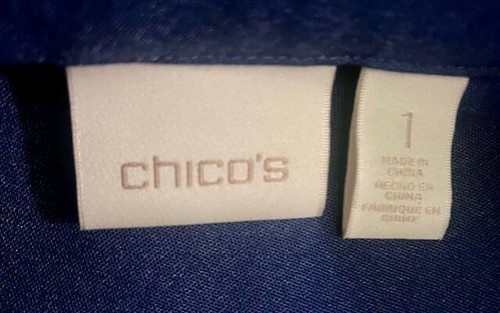 chico's
1
MADE IN
CHINA
HECHO EN
CHINA
FABRIQUE EN
CHINE